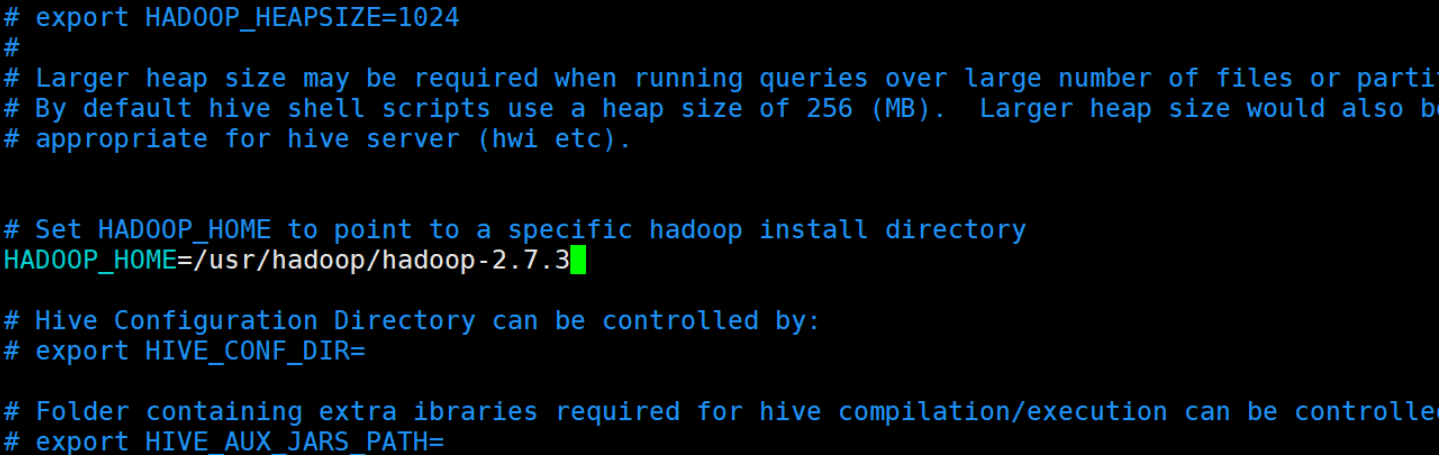 # export HADOOP_HEAPSIZE=1024
#
# Larger heap size may be required when running queries over large number of files or
# By default hive shell scripts use a heap size of 256 (MB).  Larger heap size would also
# appropriate for hive server (hwi etc).
# Set HADOOP_HOME to point to a specific hadoop install directory
HADOOP_HOME=/usr/hadoop/hadoop-2.7.3
# Hive Configuration Directory can be controlled by:
# export HIVE_CONF_DIR=
# Folder containing extra ibraries required for hive compilation/execution can be
# export HIVE_AUX_JARS_PATH=